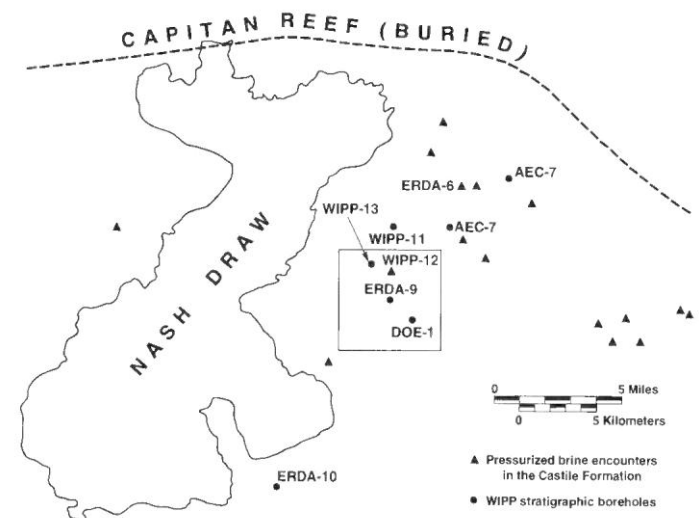 CAPITAN REEF (BURIED)
ERDA-6
AEC-7
WIPP-13
WIPP-11
AEC-7
WIPP-12
ERDA-9
DOE-1
NASH DRAW
0 5 Miles
0 5 Kilometers
Pressurized brine encounters
in the Castile Formation
WIPP stratigraphic boreholes
ERDA-10